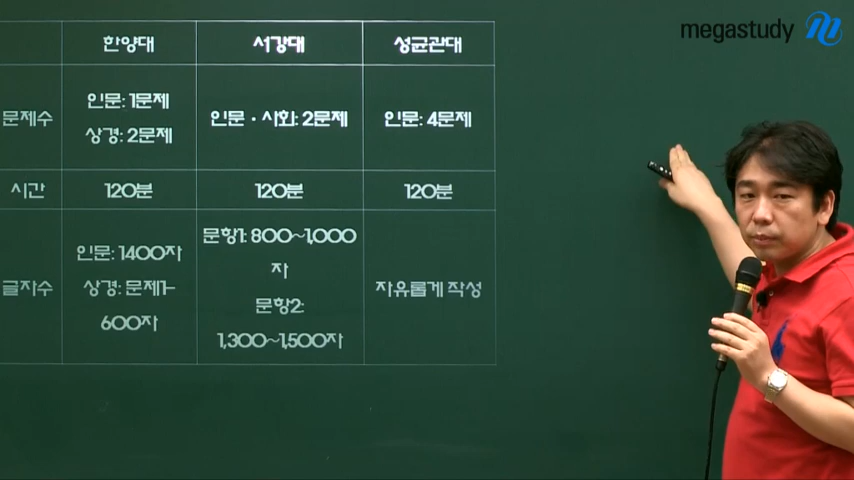 megastudy
한양대 서강대 성균관대
문제수 인문: 1문제 상경: 2문제 인문·사회: 2문제 인문: 4문제
시간 120분 120분 120분
글자수 인문: 1400자 상경: 문제1- 600자 문항1: 800~1,000 자 문항2: 1,300~1,500자 자유롭게 작성